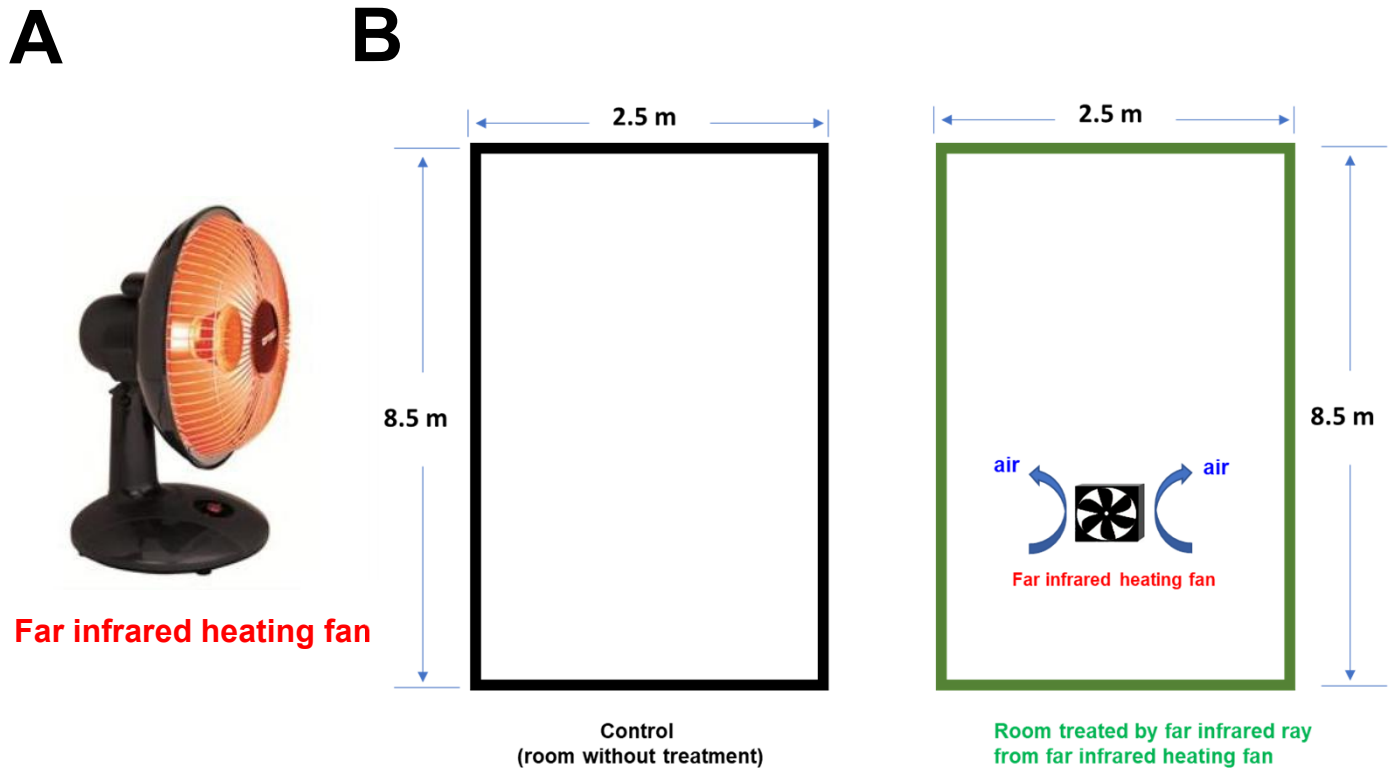 A
B
Far infrared heating fan
2.5 m
8.5 m
Control
(room without treatment)
2.5 m
8.5 m
air
air
Far infrared heating fan
Room treated by far infrared ray
from far infrared heating fan